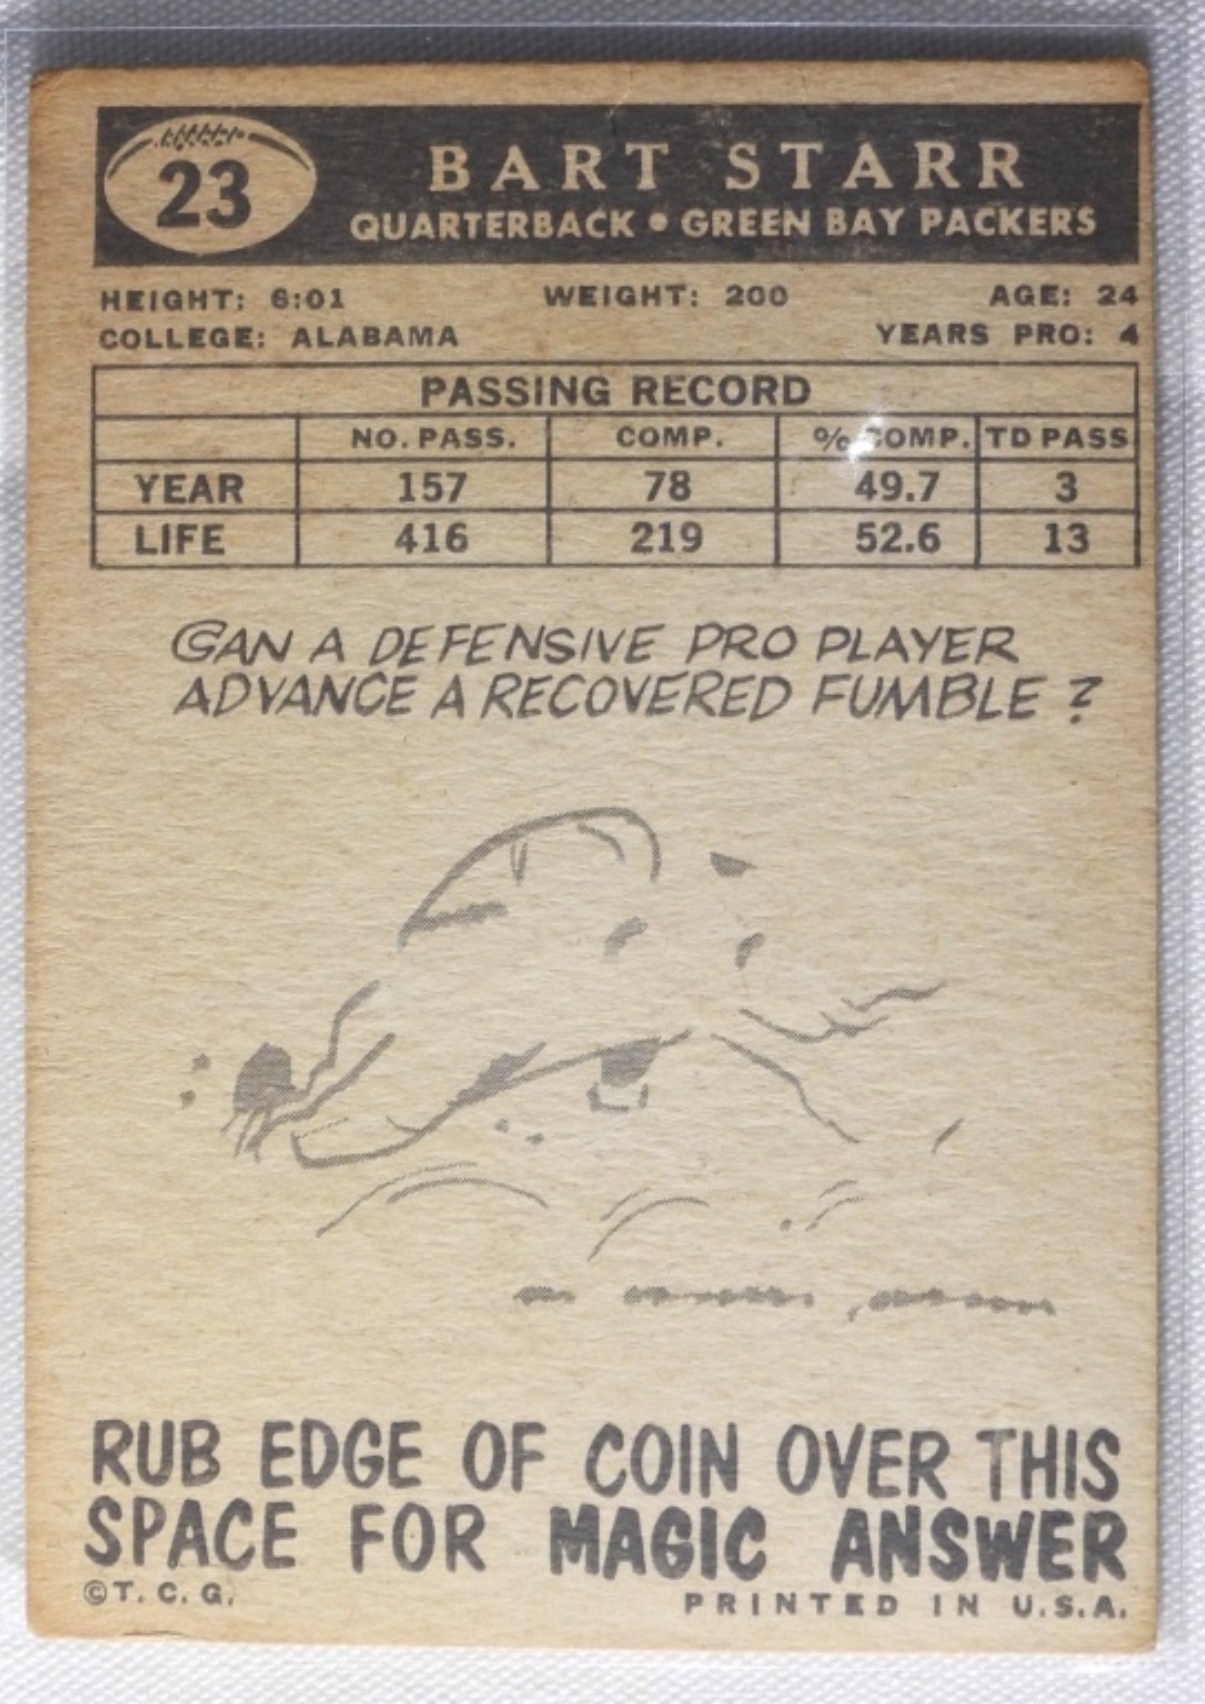 23
BART STARR
QUARTERBACK • GREEN BAY PACKERS
HEIGHT: 6:01 WEIGHT: 200 AGE: 24
COLLEGE: ALABAMA YEARS PRO: 4
PASSING RECORD
NO. PASS. COMP. % COMP. TD PASS
YEAR 157 78 49.7 3
LIFE 416 219 52.6 13
CAN A DEFENSIVE PRO PLAYER
ADVANCE A RECOVERED FUMBLE ?
RUB EDGE OF COIN OVER THIS
SPACE FOR MAGIC ANSWER
©T. C. G. PRINTED IN U.S.A.